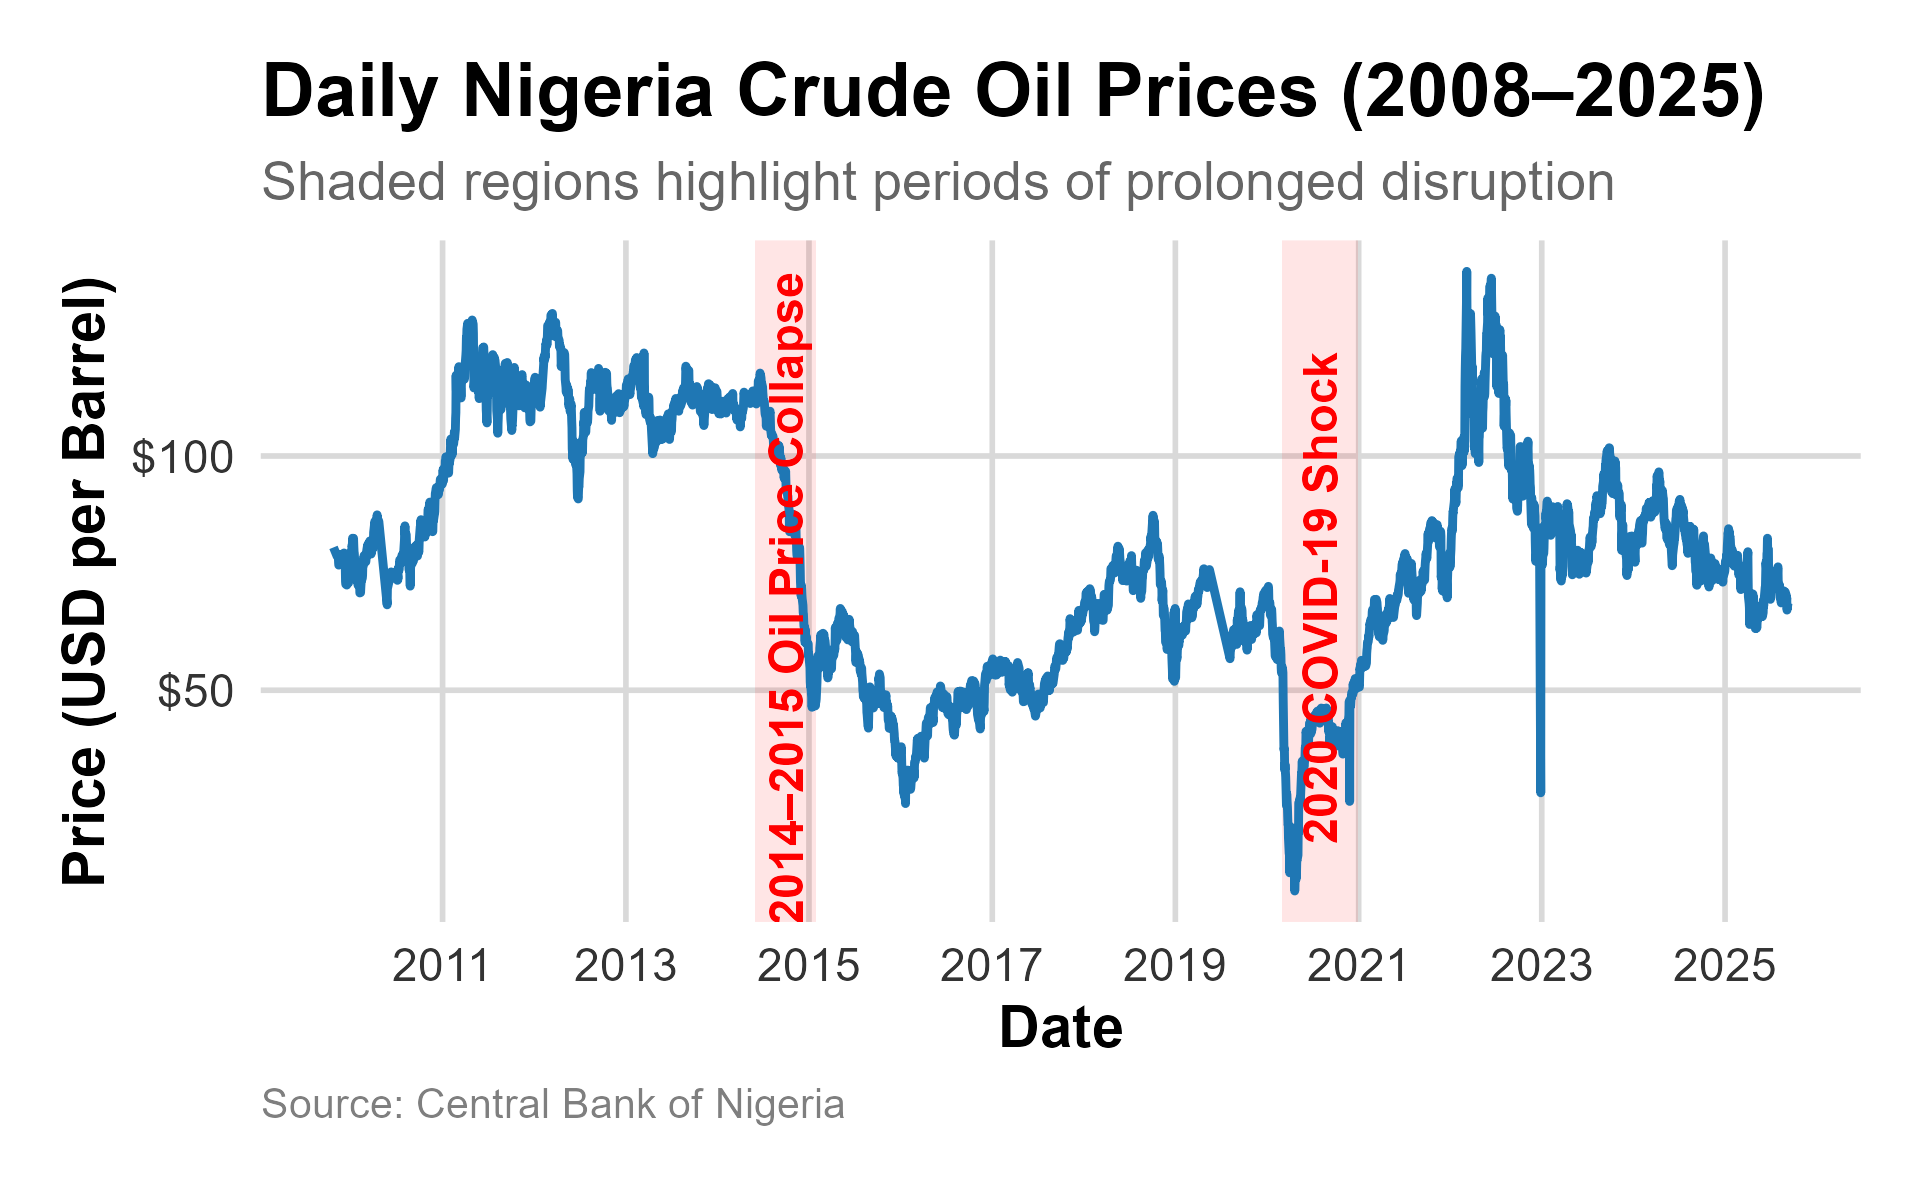 Daily Nigeria Crude Oil Prices (2008–2025)
Shaded regions highlight periods of prolonged disruption
Price (USD per Barrel)
$100
$50
2014–2015 Oil Price Collapse
2020 COVID-19 Shock
2011 2013 2015 2017 2019 2021 2023 2025
Date
Source: Central Bank of Nigeria